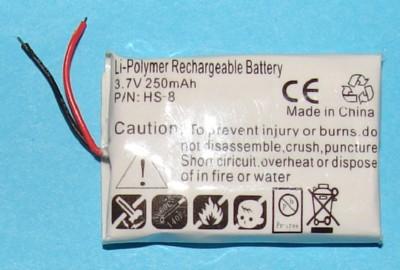 Li-Polymer Rechargeable Battery
3.7V 250mAh
P/N: HS-8
CE
Made in China
Caution:
To prevent injury or burns.do
not disassemble,crush,puncture
Short circuit.overheat or dispose
of in fire or water